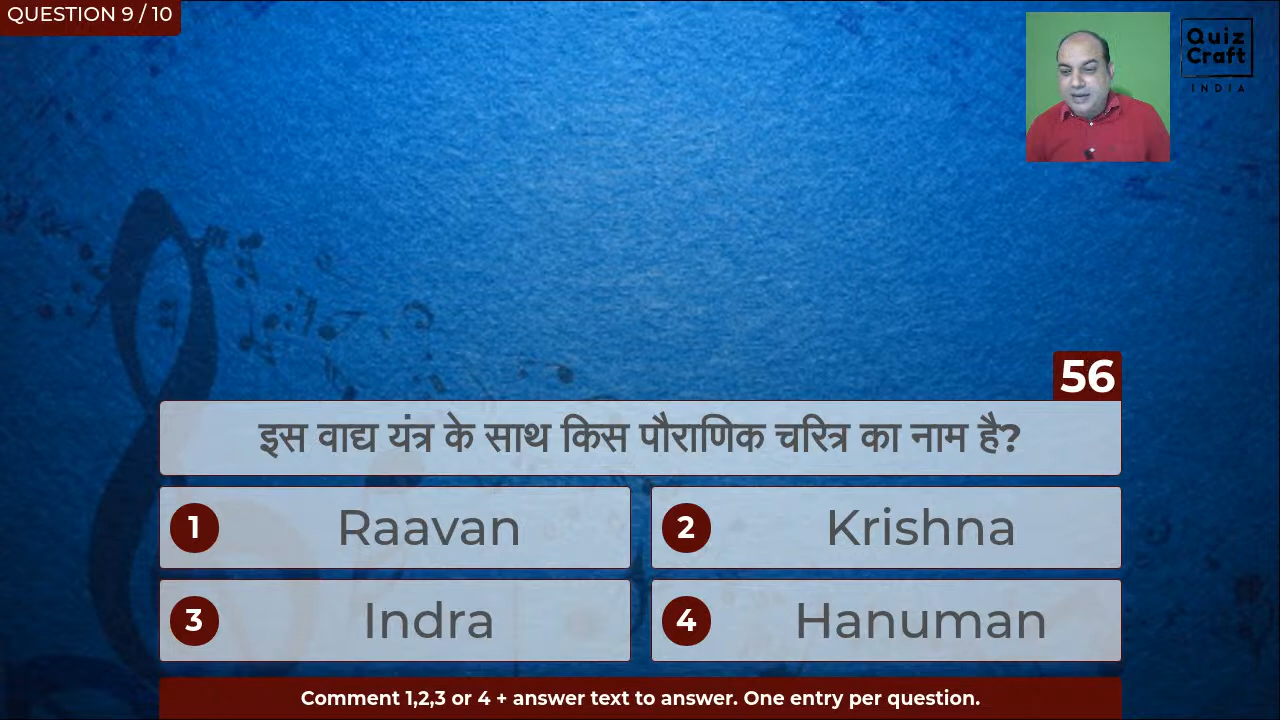 QUESTION 9 / 10
Quiz
Craft
INDIA
56
इस वाद्य यंत्र के साथ किस पौराणिक चरित्र का नाम है?
1 Raavan
2 Krishna
3 Indra
4 Hanuman
Comment 1,2,3 or 4 + answer text to answer. One entry per question.